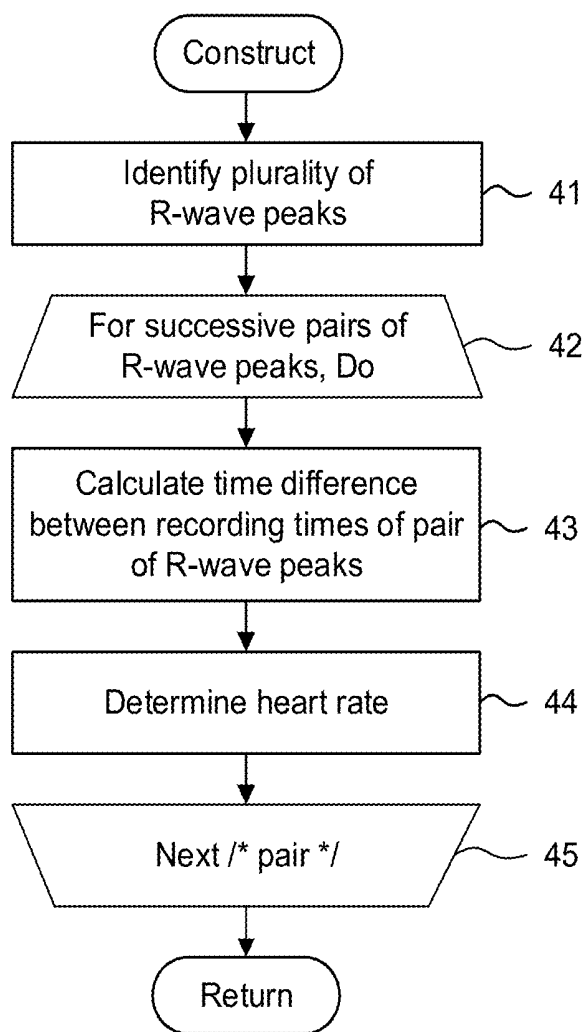 Construct
Identify plurality of
R-wave peaks
41
For successive pairs of
R-wave peaks, Do
42
Calculate time difference
between recording times of pair
of R-wave peaks
43
Determine heart rate
44
Next /* pair */
45
Return